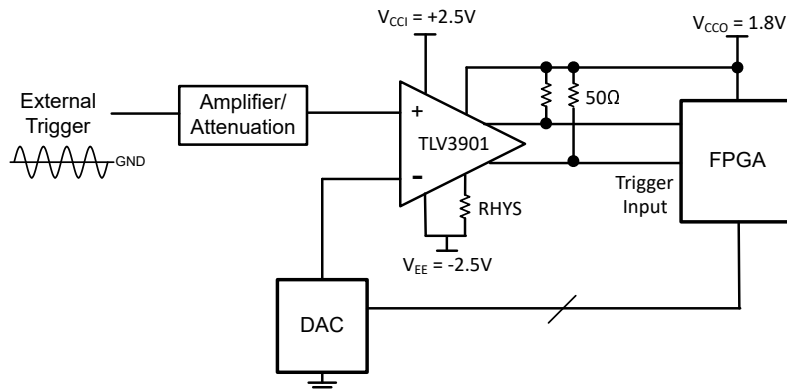 V_CCI = +2.5V
V_CCO = 1.8V
External
Trigger
GND
Amplifier/
Attenuation
+
TLV3901
-
50Ω
FPGA
Trigger
Input
RHYS
V_EE = -2.5V
DAC